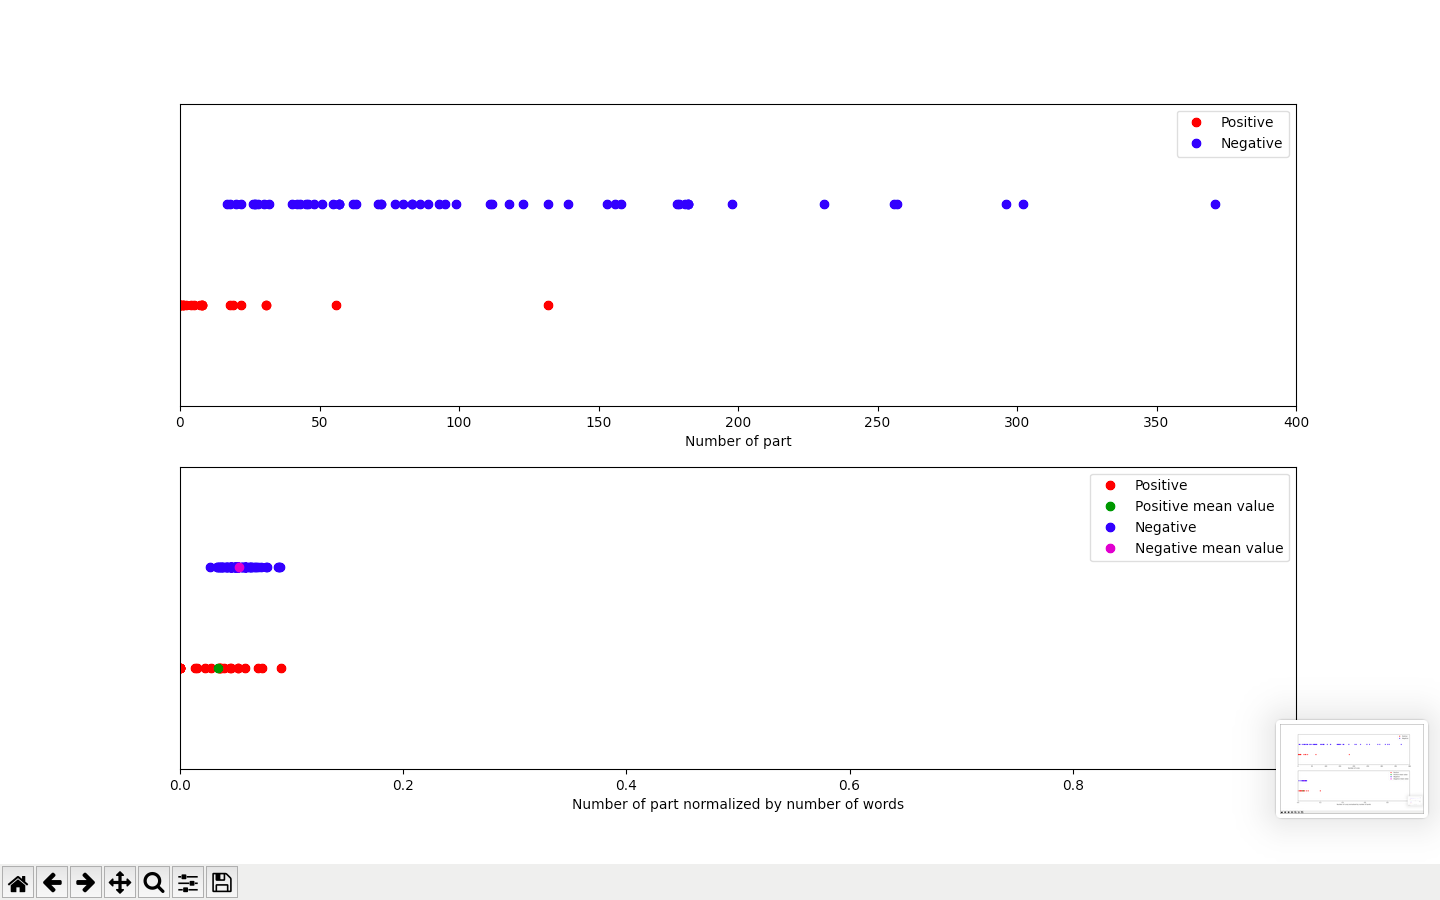 Positive
Negative
0 50 100 150 200 250 300 350 400
Number of part
Positive
Positive mean value
Negative
Negative mean value
0.0 0.2 0.4 0.6 0.8
Number of part normalized by number of words